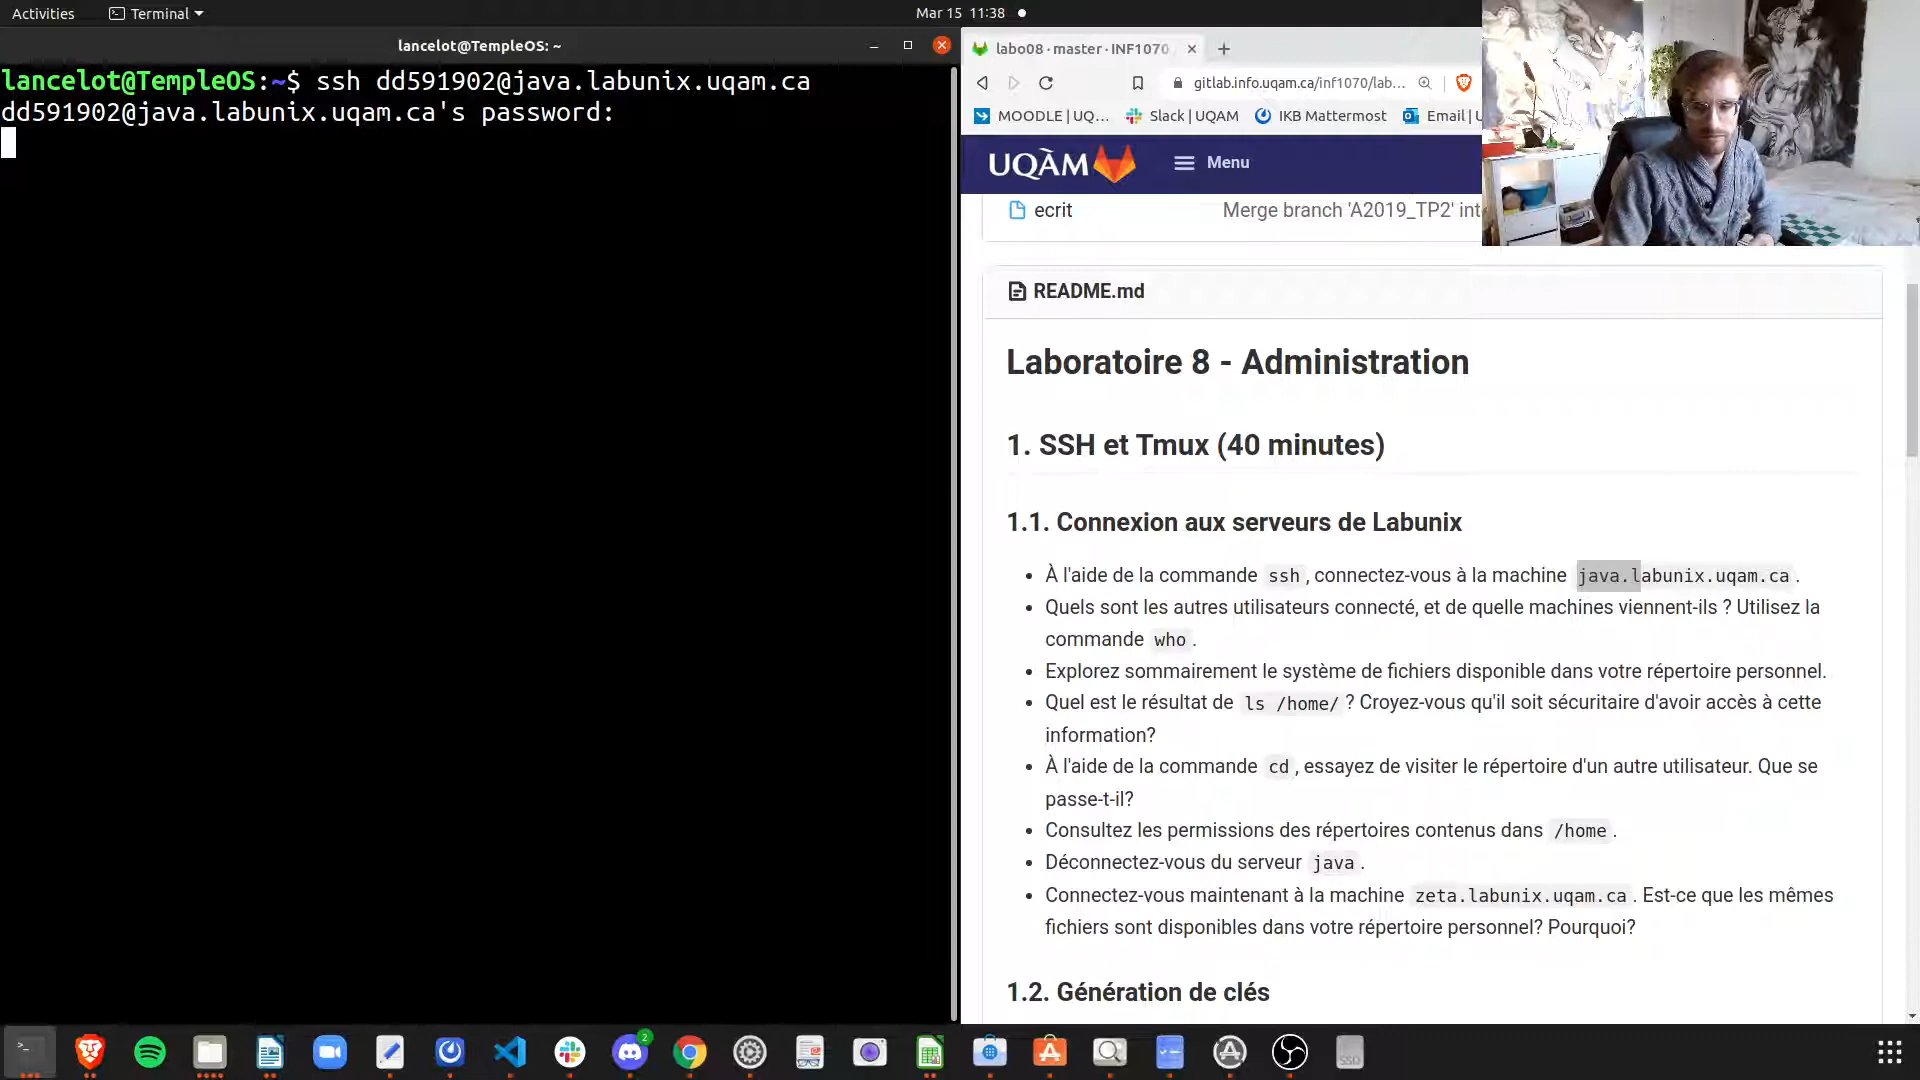 Activities
Terminal
Mar 15 11:38
lancelot@TempleOS: ~
lancelot@TempleOS:~$ ssh dd591902@java.labunix.uqam.ca
dd591902@java.labunix.uqam.ca's password:
labo08 · master · INF1070
gitlab.info.uqam.ca/inf1070/lab...
MOODLE | UQ...
Slack | UQAM
IKB Mattermost
Email | U
UQÀM
Menu
ecrit
Merge branch 'A2019_TP2' int
README.md
Laboratoire 8 - Administration
1. SSH et Tmux (40 minutes)
1.1. Connexion aux serveurs de Labunix
• À l'aide de la commande ssh, connectez-vous à la machine java.labunix.uqam.ca.
• Quels sont les autres utilisateurs connecté, et de quelle machines viennent-ils ? Utilisez la
commande who.
• Explorez sommairement le système de fichiers disponible dans votre répertoire personnel.
• Quel est le résultat de ls /home/ ? Croyez-vous qu'il soit sécuritaire d'avoir accès à cette
information?
• À l'aide de la commande cd, essayez de visiter le répertoire d'un autre utilisateur. Que se
passe-t-il?
• Consultez les permissions des répertoires contenus dans /home.
• Déconnectez-vous du serveur java.
• Connectez-vous maintenant à la machine zeta.labunix.uqam.ca. Est-ce que les mêmes
fichiers sont disponibles dans votre répertoire personnel? Pourquoi?
1.2. Génération de clés
2
SSD